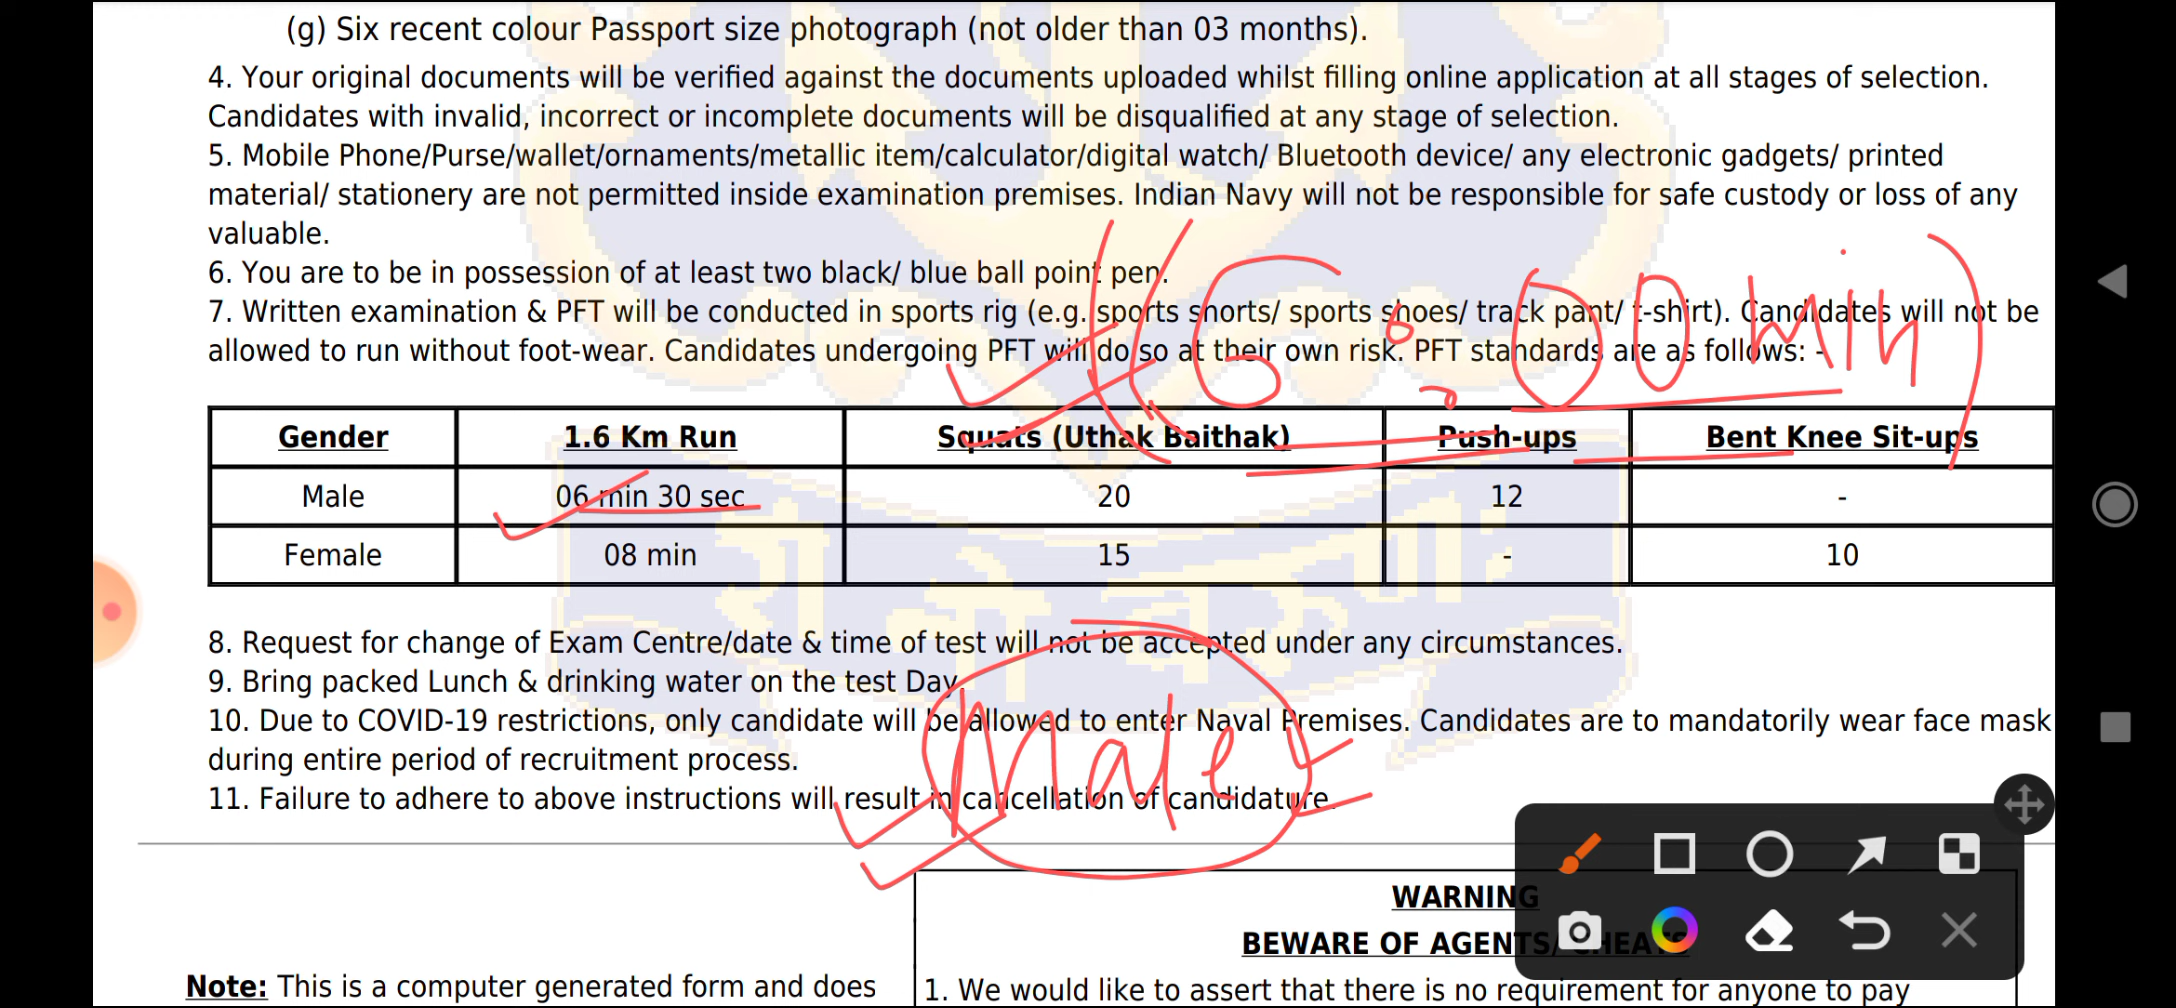 (g) Six recent colour Passport size photograph (not older than 03 months).
4. Your original documents will be verified against the documents uploaded whilst filling online application at all stages of selection.
Candidates with invalid, incorrect or incomplete documents will be disqualified at any stage of selection.
5. Mobile Phone/Purse/wallet/ornaments/metallic item/calculator/digital watch/ Bluetooth device/ any electronic gadgets/ printed
material/ stationery are not permitted inside examination premises. Indian Navy will not be responsible for safe custody or loss of any
valuable.
6. You are to be in possession of at least two black/ blue ball point pen.
7. Written examination & PFT will be conducted in sports rig (e.g. sports shorts/ sports shoes/ track pant/ t-shirt). Candidates will not be
allowed to run without foot-wear. Candidates undergoing PFT will do so at their own risk. PFT standards are as follows: -
Gender 1.6 Km Run Squats (Uthak Baithak) Push-ups Bent Knee Sit-ups
Male 06 min 30 sec 20 12 -
Female 08 min 15 - 10
8. Request for change of Exam Centre/date & time of test will not be accepted under any circumstances.
9. Bring packed Lunch & drinking water on the test Day.
10. Due to COVID-19 restrictions, only candidate will be allowed to enter Naval Premises. Candidates are to mandatorily wear face mask
during entire period of recruitment process.
11. Failure to adhere to above instructions will result in cancellation of candidature.
Male
WARNING
BEWARE OF AGENTS/ CHEATS
Note: This is a computer generated form and does
1. We would like to assert that there is no requirement for anyone to pay